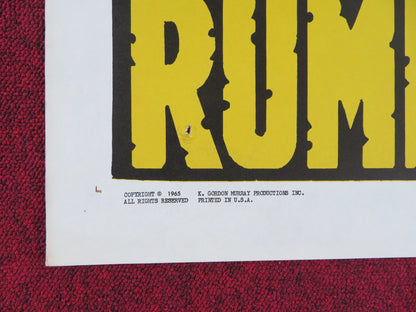 RUM
COPYRIGHT © 1965 K. GORDON MURRAY PRODUCTIONS INC.
ALL RIGHTS RESERVED PRINTED IN U.S.A.